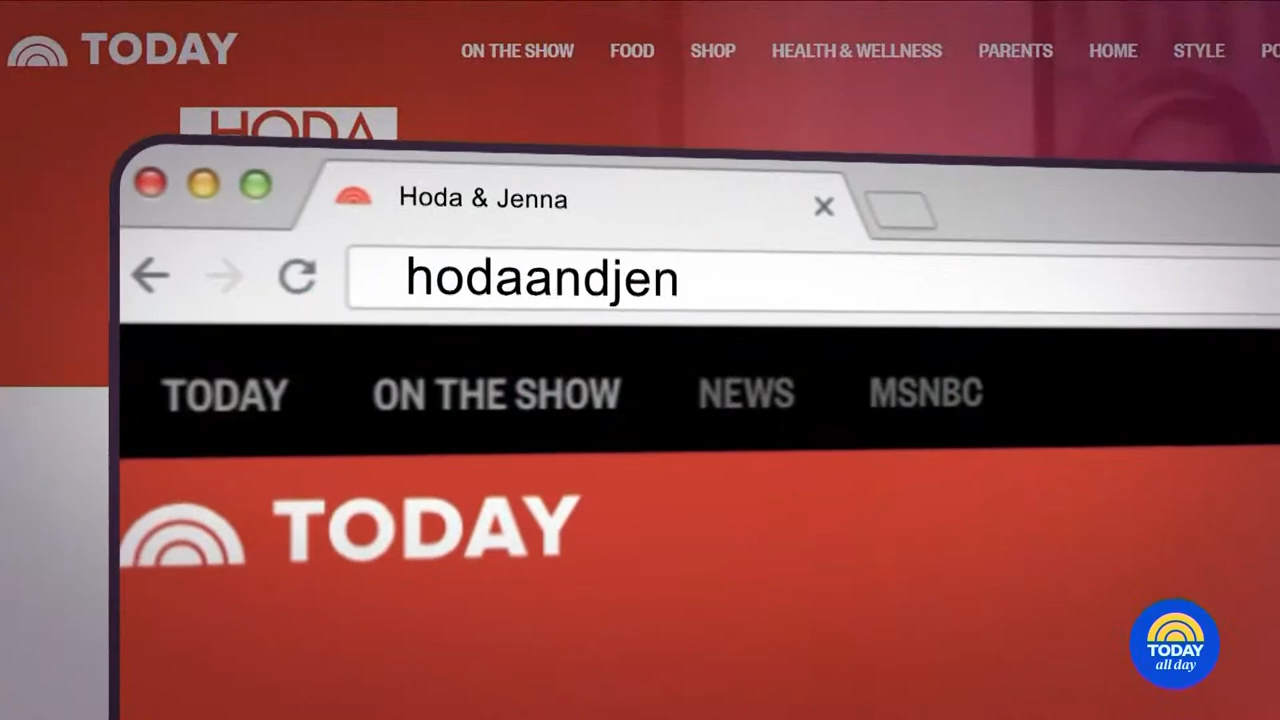 TODAY
ON THE SHOW FOOD SHOP HEALTH & WELLNESS PARENTS HOME STYLE
HODA
Hoda & Jenna
hodaandjen
TODAY ON THE SHOW NEWS MSNBC
TODAY
TODAY
all day